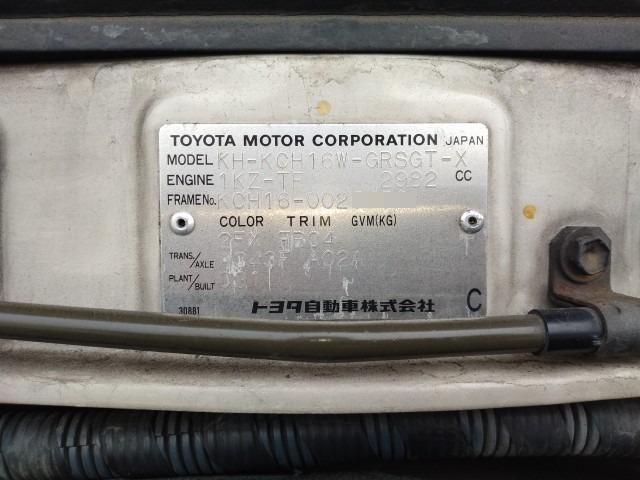 TOYOTA MOTOR CORPORATION JAPAN
MODEL KH-KCH16W-GRSGT-X
ENGINE 1KZ-TE 2982 CC
FRAME No. KCH16-002
COLOR TRIM GVM(KG)
TRANS./AXLE
PLANT/BUILT
30881 トヨタ自動車株式会社 C